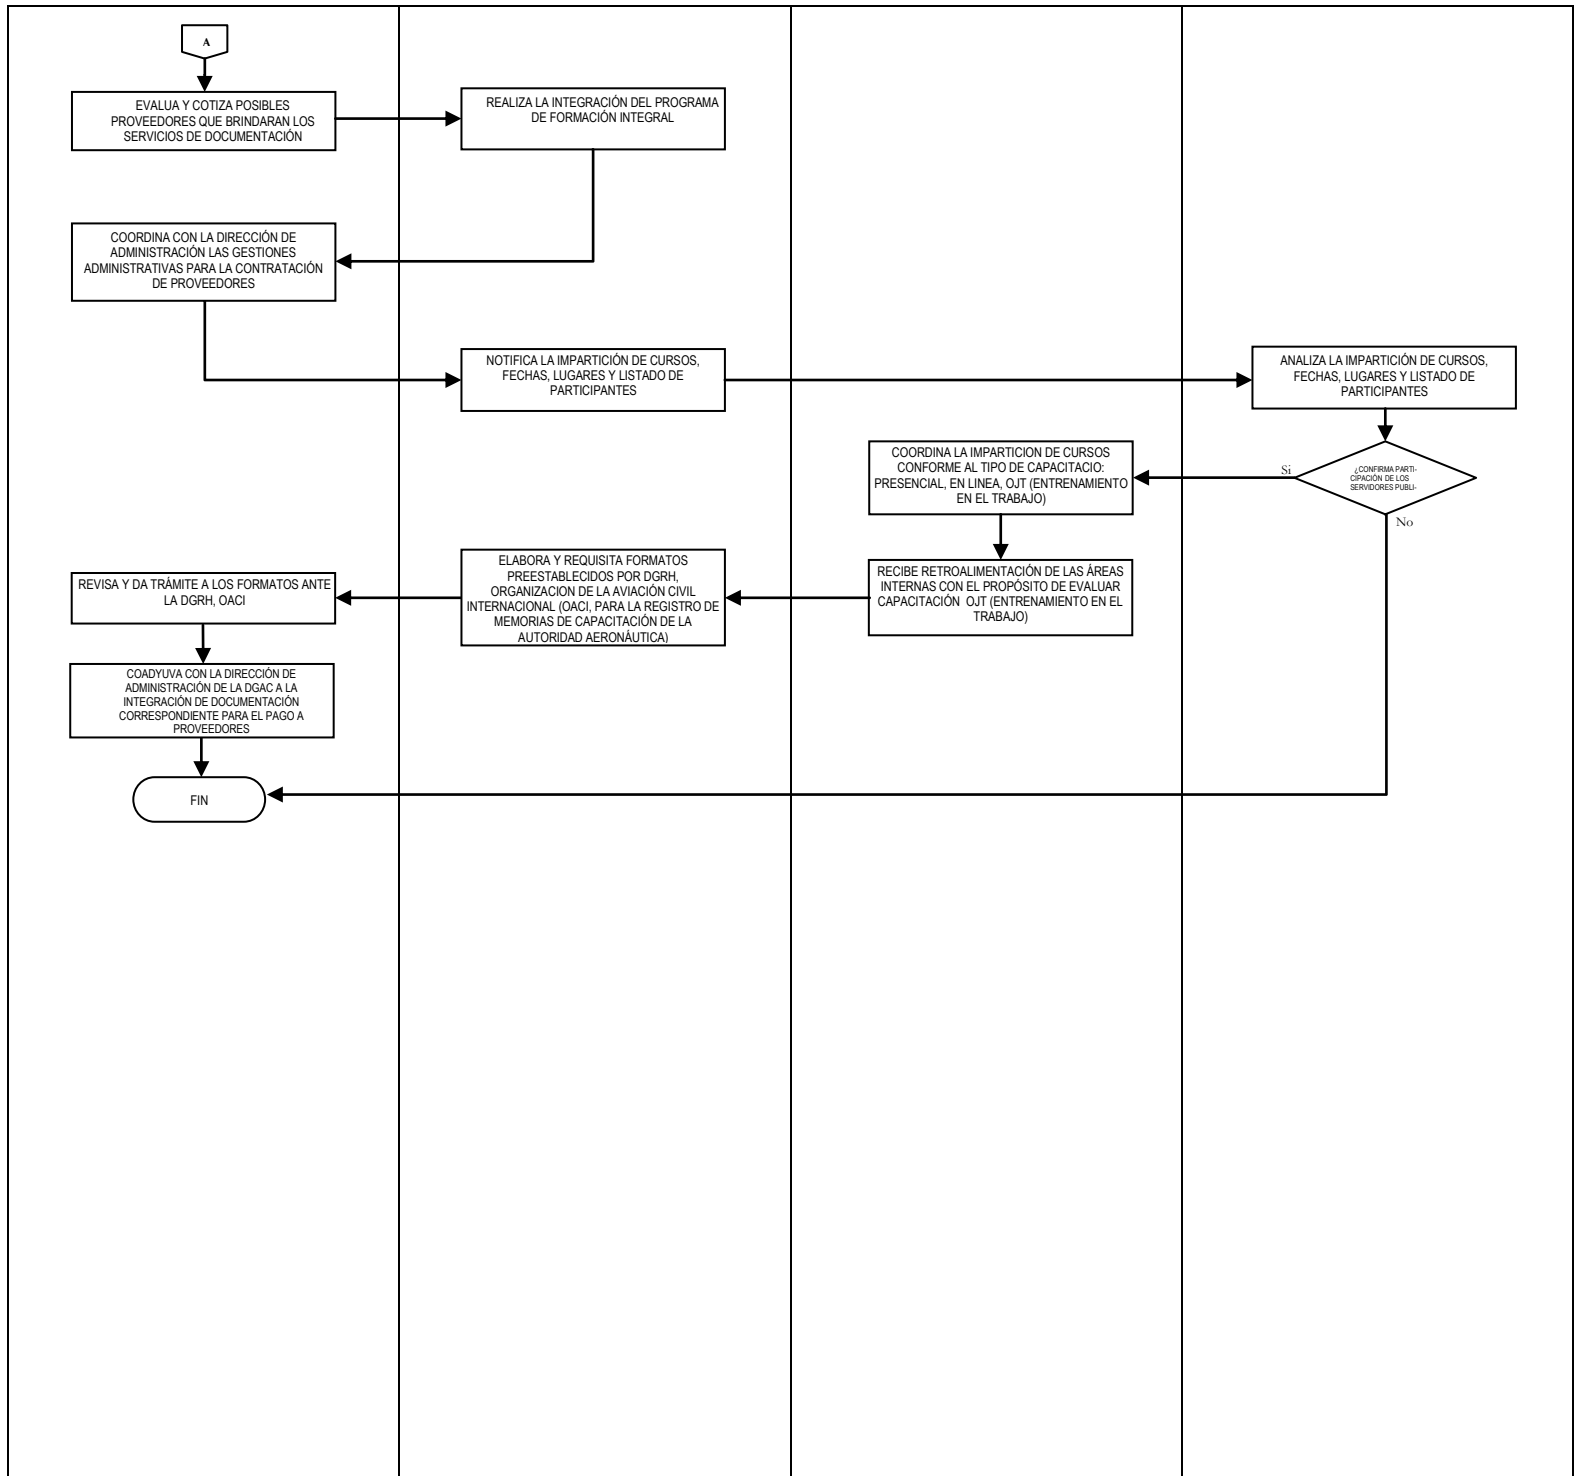 A
EVALUA Y COTIZA POSIBLES
PROVEEDORES QUE BRINDARAN LOS
SERVICIOS DE DOCUMENTACIÓN
REALIZA LA INTEGRACIÓN DEL PROGRAMA
DE FORMACIÓN INTEGRAL
COORDINA CON LA DIRECCIÓN DE
ADMINISTRACIÓN LAS GESTIONES
ADMINISTRATIVAS PARA LA CONTRATACIÓN
DE PROVEEDORES
NOTIFICA LA IMPARTICIÓN DE CURSOS,
FECHAS, LUGARES Y LISTADO DE
PARTICIPANTES
ANALIZA LA IMPARTICIÓN DE CURSOS,
FECHAS, LUGARES Y LISTADO DE
PARTICIPANTES
¿CONFIRMA PARTI-
CIPACIÓN DE LOS
SERVIDORES PUBLI-
Si
No
COORDINA LA IMPARTICION DE CURSOS
CONFORME AL TIPO DE CAPACITACIO:
PRESENCIAL, EN LINEA, OJT (ENTRENAMIENTO
EN EL TRABAJO)
RECIBE RETROALIMENTACIÓN DE LAS ÁREAS
INTERNAS CON EL PROPÓSITO DE EVALUAR
CAPACITACIÓN OJT (ENTRENAMIENTO EN EL
TRABAJO)
ELABORA Y REQUISITA FORMATOS
PREESTABLECIDOS POR DGRH,
ORGANIZACION DE LA AVIACIÓN CIVIL
INTERNACIONAL (OACI, PARA LA REGISTRO DE
MEMORIAS DE CAPACITACIÓN DE LA
AUTORIDAD AERONÁUTICA)
REVISA Y DA TRÁMITE A LOS FORMATOS ANTE
LA DGRH, OACI
COADYUVA CON LA DIRECCIÓN DE
ADMINISTRACIÓN DE LA DGAC A LA
INTEGRACIÓN DE DOCUMENTACIÓN
CORRESPONDIENTE PARA EL PAGO A
PROVEEDORES
FIN